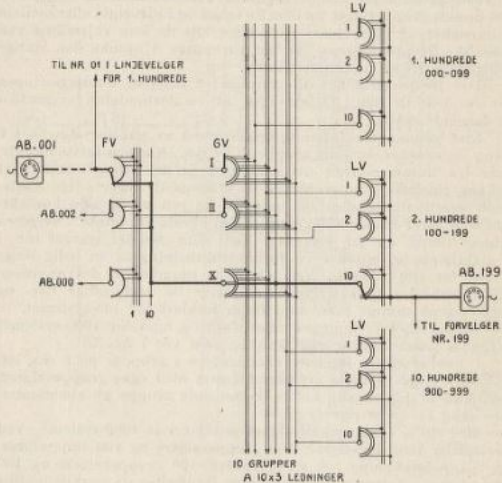 LV
1
2
10
1. HUNDREDE
000-099
TIL NR 01 I LINJEVELGER
FOR 1. HUNDREDE
AB.001
FV
GV
I
II
X
AB.002
AB.000
1 10
LV
1
2
10
2. HUNDREDE
100-199
AB.199
TIL FORVELGER
NR. 199
LV
1
2
10
10. HUNDREDE
900-999
10 GRUPPER
A 10x3 LEDNINGER